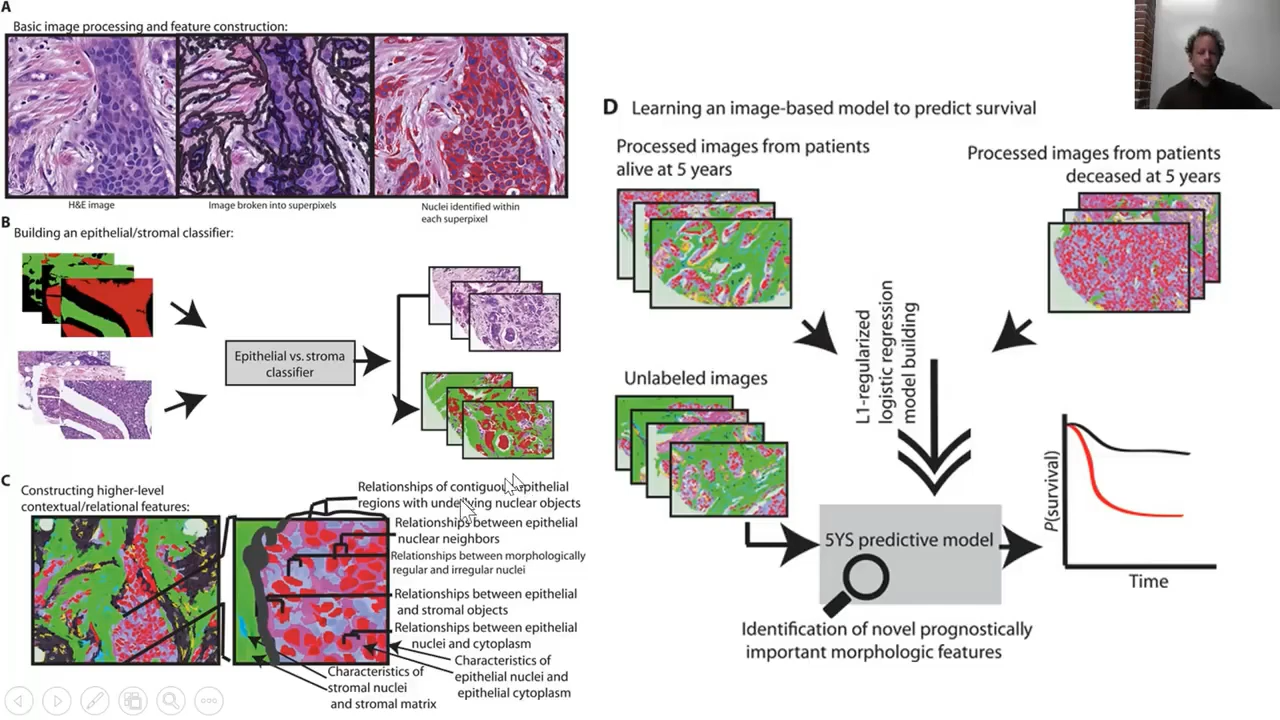 A
Basic image processing and feature construction:
H&E image
Image broken into superpixels
Nuclei identified within
each superpixel
B
Building an epithelial/stromal classifier:
Epithelial vs. stroma
classifier
C
Constructing higher-level
contextual/relational features:
Relationships of contiguous epithelial
regions with underlying nuclear objects
Relationships between epithelial
nuclear neighbors
Relationships between morphologically
regular and irregular nuclei
Relationships between epithelial
and stromal objects
Relationships between epithelial
nuclei and cytoplasm
Characteristics of
epithelial nuclei and
epithelial cytoplasm
Characteristics of
stromal nuclei
and stromal matrix
D
Learning an image-based model to predict survival
Processed images from patients
alive at 5 years
Processed images from patients
deceased at 5 years
L1-regularized
logistic regression
model building
Unlabeled images
5YS predictive model
P(survival)
Time
Identification of novel prognostically
important morphologic features